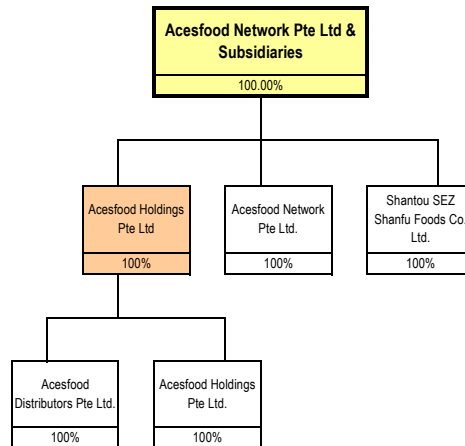 Acesfood Network Pte Ltd &
Subsidiaries
100.00%
Acesfood Holdings
Pte Ltd
100%
Acesfood Network
Pte Ltd.
100%
Shantou SEZ
Shanfu Foods Co.
Ltd.
100%
Acesfood
Distributors Pte Ltd.
100%
Acesfood Holdings
Pte Ltd.
100%